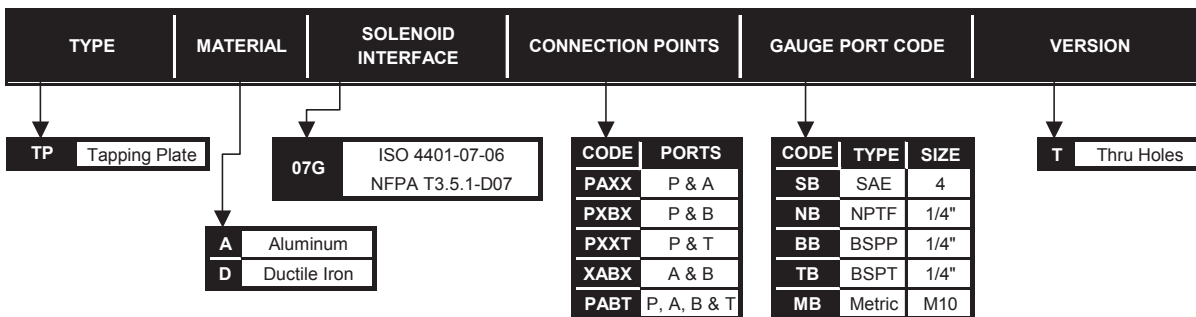 TYPE MATERIAL SOLENOID INTERFACE CONNECTION POINTS GAUGE PORT CODE VERSION
TP Tapping Plate
A Aluminum
D Ductile Iron
07G ISO 4401-07-06
NFPA T3.5.1-D07
CODE PORTS
PAXX P & A
PXBX P & B
PXXT P & T
XABX A & B
PABT P, A, B & T
CODE TYPE SIZE
SB SAE 4
NB NPTF 1/4"
BB BSPP 1/4"
TB BSPT 1/4"
MB Metric M10
T Thru Holes